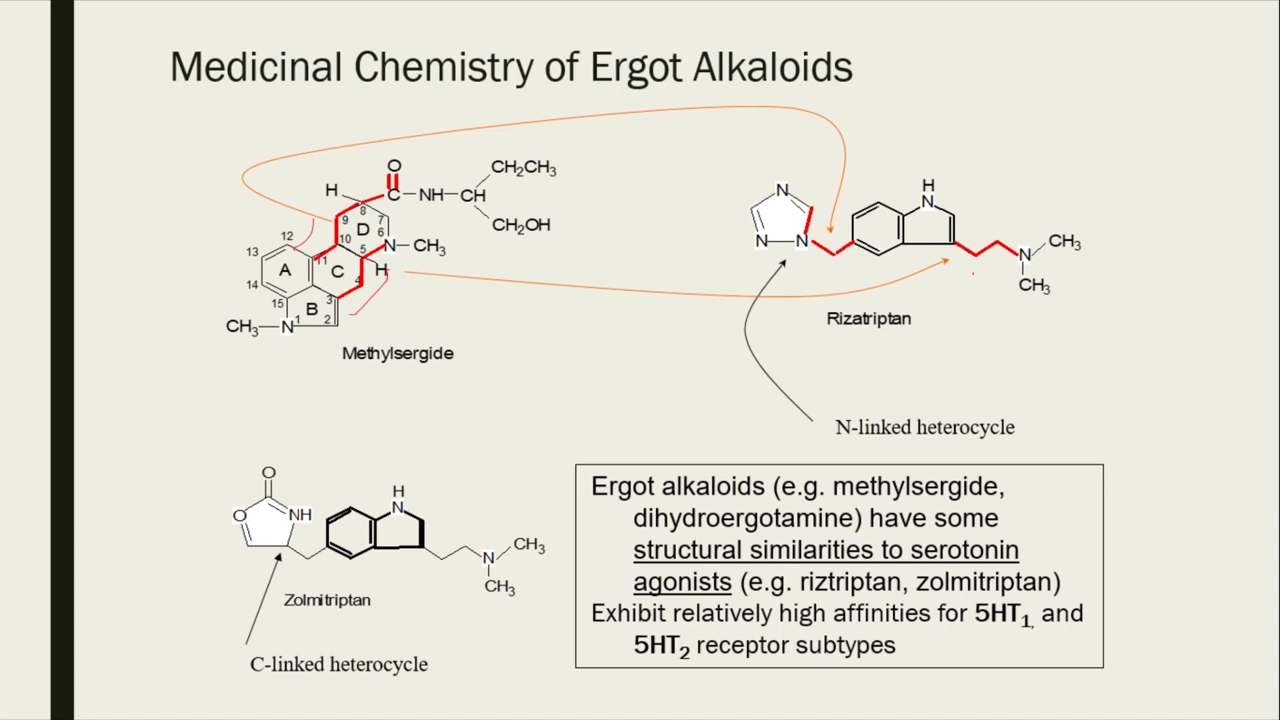 Medicinal Chemistry of Ergot Alkaloids
O
CH2CH3
H
C
NH
CH
CH2OH
8
9
7
D
6
12
10
N
CH3
13
11
5
H
A
C
4
14
15
3
B
CH3
N
1
2
Methylsergide
N
N
N
H
N
N
CH3
CH3
Rizatriptan
N-linked heterocycle
O
O
NH
H
N
N
CH3
CH3
Zolmitriptan
C-linked heterocycle
Ergot alkaloids (e.g. methylsergide,
dihydroergotamine) have some
structural similarities to serotonin
agonists (e.g. riztriptan, zolmitriptan)
Exhibit relatively high affinities for 5HT1, and
5HT2 receptor subtypes